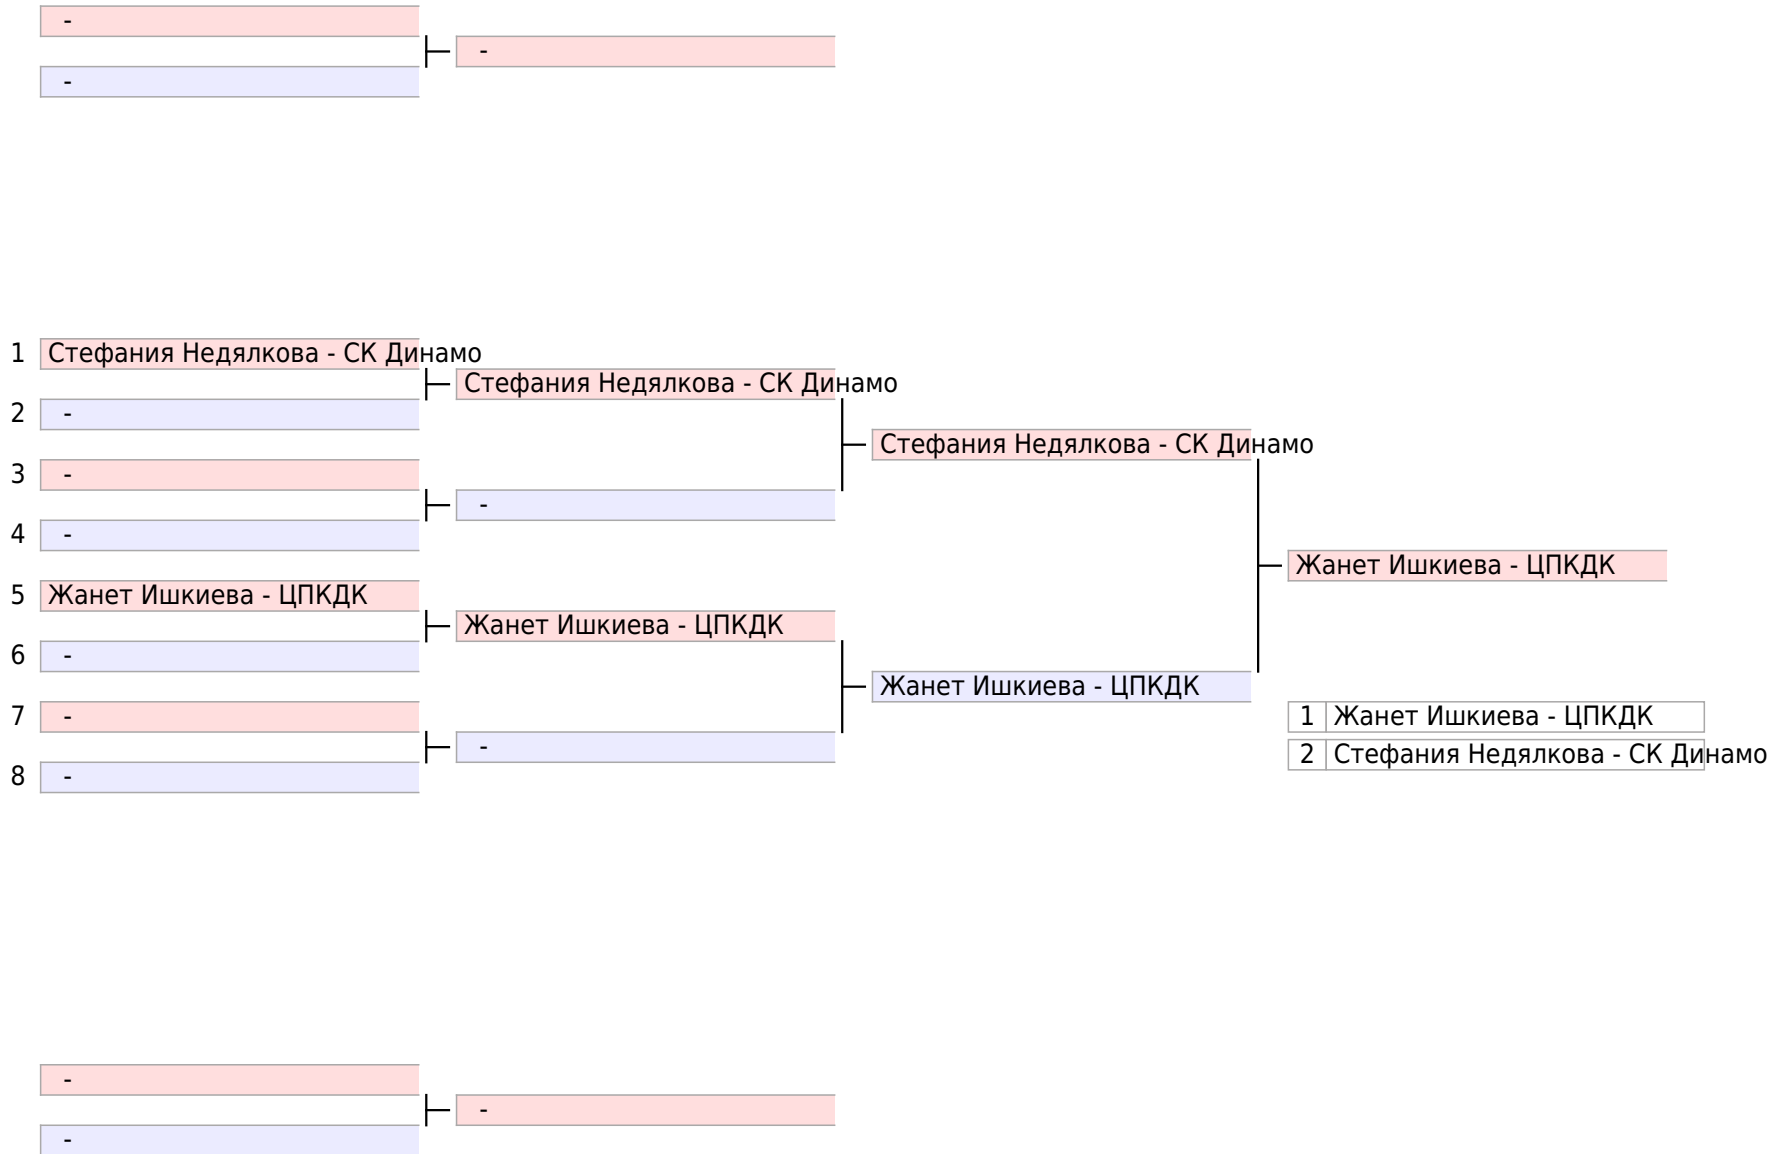 -
-
-
1 Стефания Недялкова - СК Динамо
Стефания Недялкова - СК Динамо
2 -
Стефания Недялкова - СК Динамо
3 -
-
4 -
Жанет Ишкиева - ЦПКДК
5 Жанет Ишкиева - ЦПКДК
Жанет Ишкиева - ЦПКДК
6 -
Жанет Ишкиева - ЦПКДК
7 -
1 Жанет Ишкиева - ЦПКДК
-
2 Стефания Недялкова - СК Динамо
8 -
-
-
-